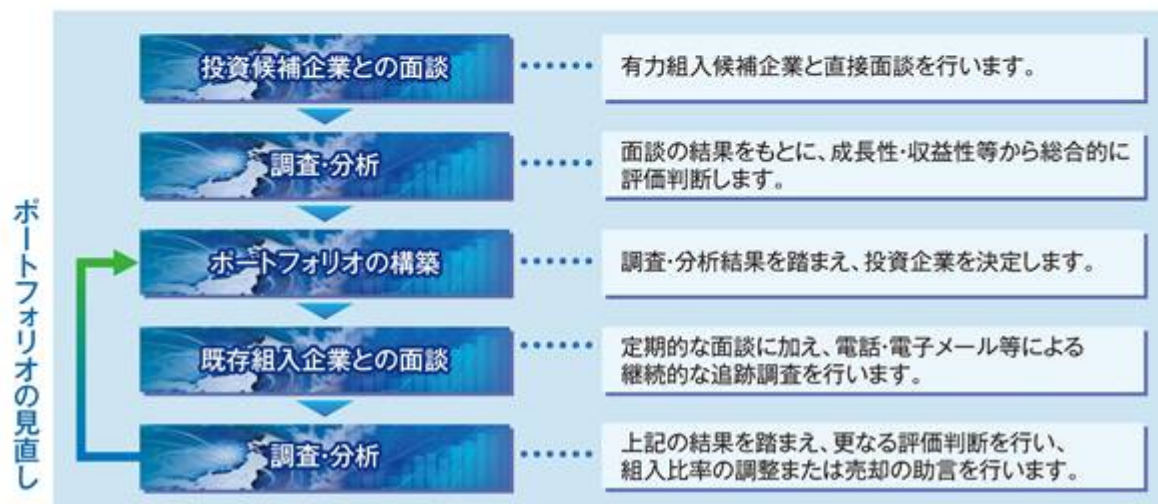 投資候補企業との面談
有力組入候補企業と直接面談を行います。
調査・分析
面談の結果をもとに、成長性・収益性等から総合的に
評価判断します。
ポートフォリオの構築
調査・分析結果を踏まえ、投資企業を決定します。
既存組入企業との面談
定期的な面談に加え、電話・電子メール等による
継続的な追跡調査を行います。
調査・分析
上記の結果を踏まえ、更なる評価判断を行い、
組入比率の調整または売却の助言を行います。
ポートフォリオの見直し